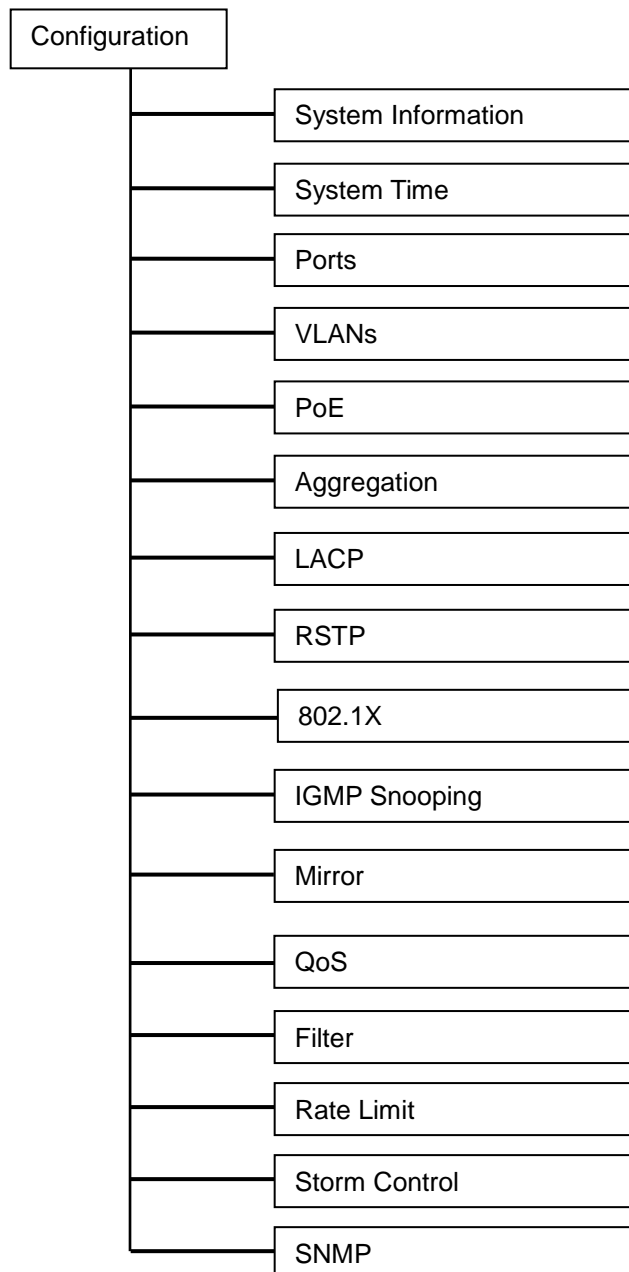 Configuration
System Information
System Time
Ports
VLANs
PoE
Aggregation
LACP
RSTP
802.1X
IGMP Snooping
Mirror
QoS
Filter
Rate Limit
Storm Control
SNMP